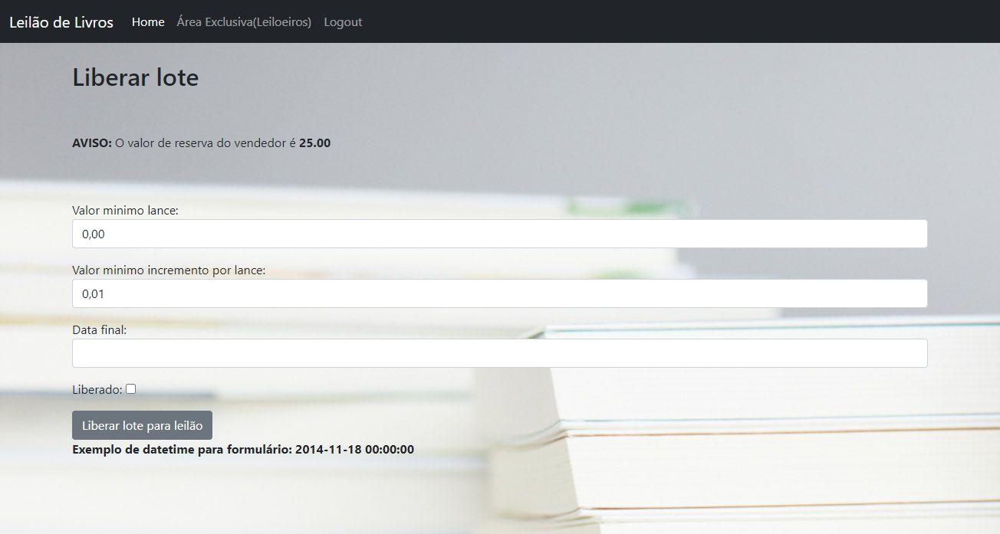 Leilão de Livros Home Área Exclusiva(Leiloeiros) Logout
Liberar lote
AVISO: O valor de reserva do vendedor é 25.00
Valor minimo lance:
0,00
Valor minimo incremento por lance:
0,01
Data final:
Liberado:
Liberar lote para leilão
Exemplo de datetime para formulário: 2014-11-18 00:00:00